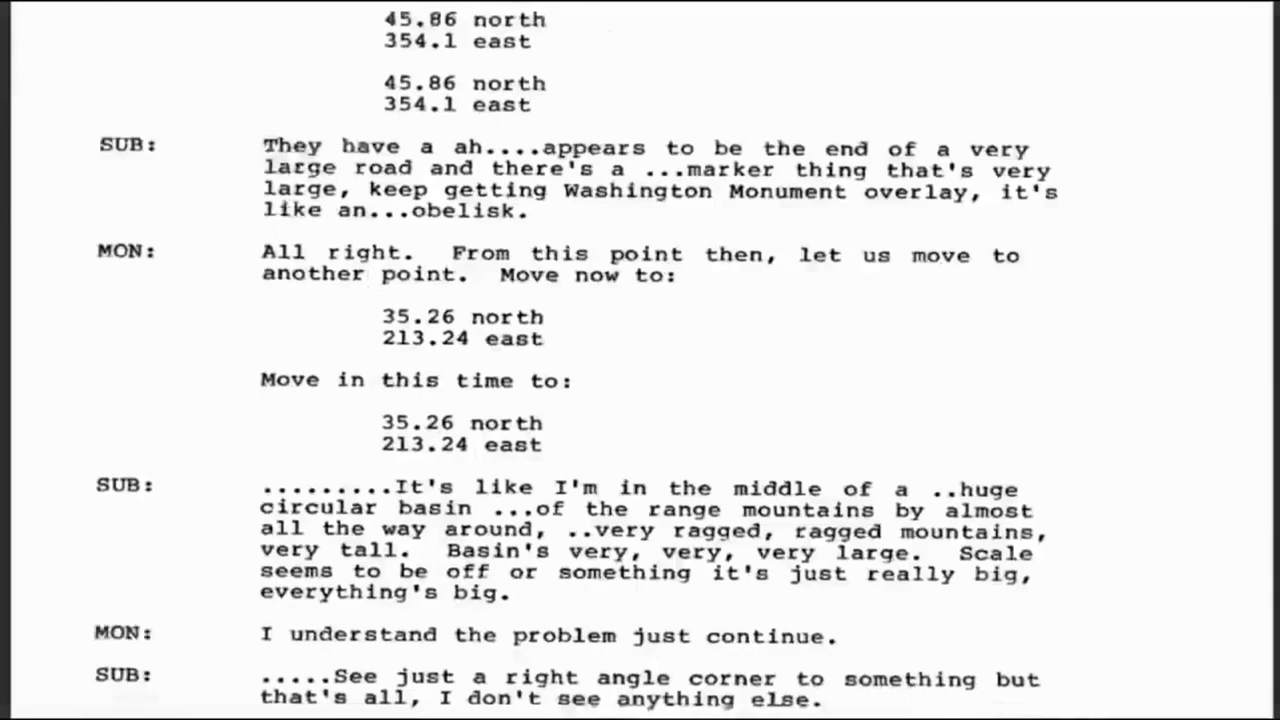 45.86 north
354.1 east
45.86 north
354.1 east
SUB: They have a ah....appears to be the end of a very
large road and there's a ...marker thing that's very
large, keep getting Washington Monument overlay, it's
like an...obelisk.
MON: All right. From this point then, let us move to
another point. Move now to:
35.26 north
213.24 east
Move in this time to:
35.26 north
213.24 east
SUB: .........It's like I'm in the middle of a ..huge
circular basin ...of the range mountains by almost
all the way around, ..very ragged, ragged mountains,
very tall. Basin's very, very, very large. Scale
seems to be off or something it's just really big,
everything's big.
MON: I understand the problem just continue.
SUB: .....See just a right angle corner to something but
that's all, I don't see anything else.